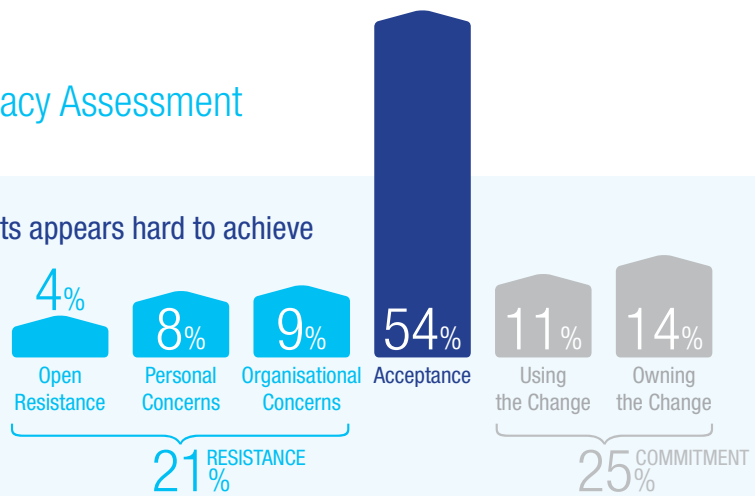 acy Assessment
ts appears hard to achieve
4%
8%
9%
54%
11%
14%
Open
Resistance
Personal
Concerns
Organisational
Concerns
Acceptance
Using
the Change
Owning
the Change
21% RESISTANCE
25% COMMITMENT